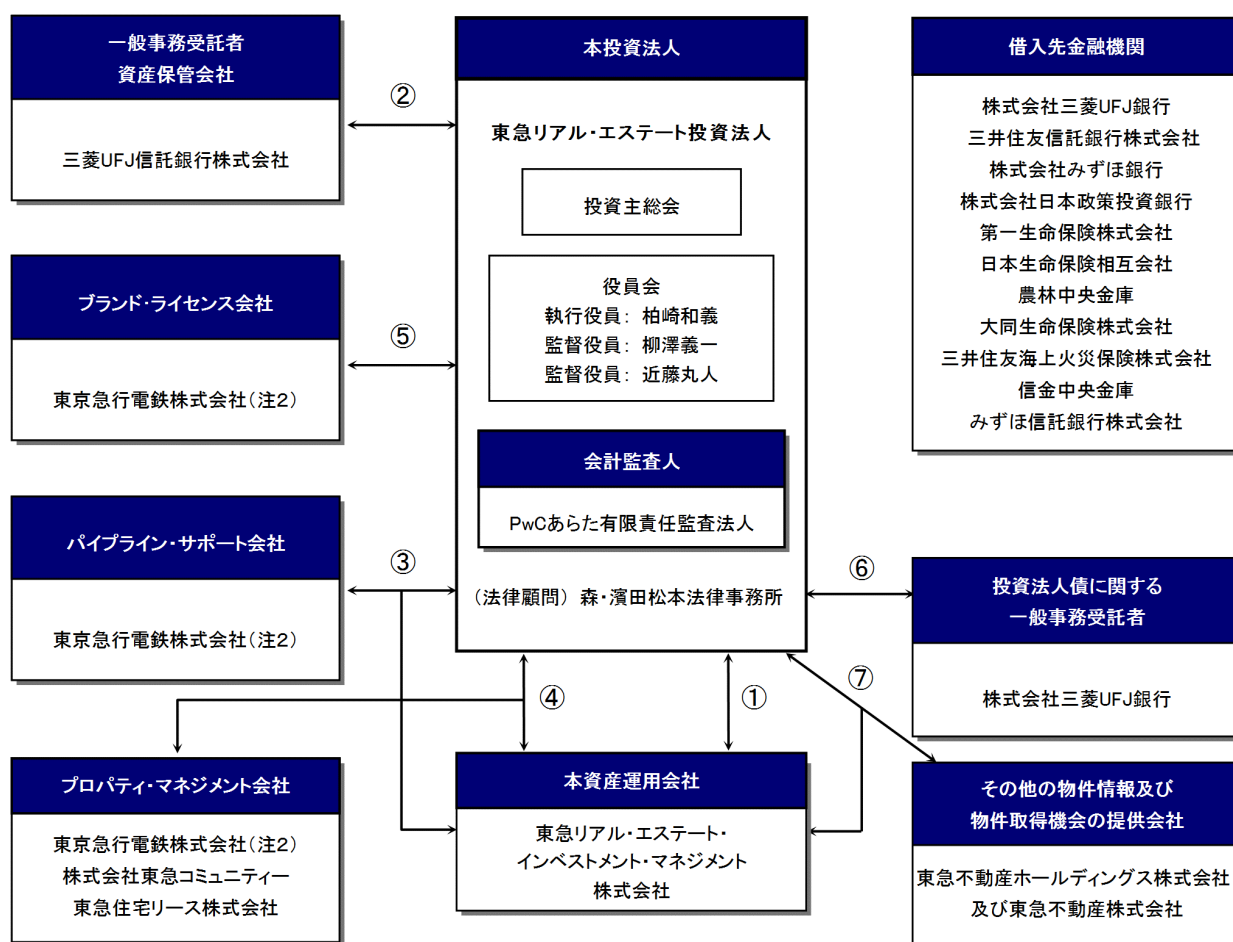 一般事務受託者
資産保管会社
三菱UFJ信託銀行株式会社
②
ブランド・ライセンス会社
東京急行電鉄株式会社(注2)
⑤
パイプライン・サポート会社
東京急行電鉄株式会社(注2)
③
本投資法人
東急リアル・エステート投資法人
投資主総会
役員会
執行役員: 柏崎和義
監督役員: 柳澤義一
監督役員: 近藤丸人
会計監査人
PwCあらた有限責任監査法人
(法律顧問) 森・濱田松本法律事務所
借入先金融機関
株式会社三菱UFJ銀行
三井住友信託銀行株式会社
株式会社みずほ銀行
株式会社日本政策投資銀行
第一生命保険株式会社
日本生命保険相互会社
農林中央金庫
大同生命保険株式会社
三井住友海上火災保険株式会社
信金中央金庫
みずほ信託銀行株式会社
⑥
投資法人債に関する
一般事務受託者
株式会社三菱UFJ銀行
④
①
⑦
プロパティ・マネジメント会社
東京急行電鉄株式会社(注2)
株式会社東急コミュニティー
東急住宅リース株式会社
本資産運用会社
東急リアル・エステート・
インベストメント・マネジメント
株式会社
その他の物件情報及び
物件取得機会の提供会社
東急不動産ホールディングス株式会社
及び東急不動産株式会社